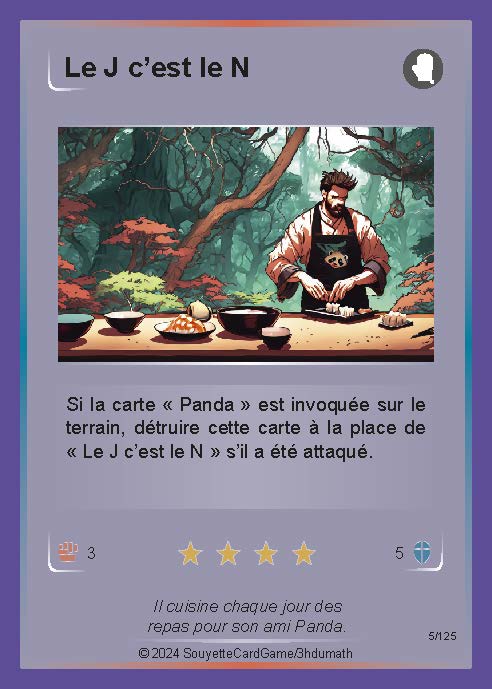 Le J c’est le N
Si la carte « Panda » est invoquée sur le
terrain, détruire cette carte à la place de
« Le J c’est le N » s’il a été attaqué.
3
5
Il cuisine chaque jour des
repas pour son ami Panda.
5/125
© 2024 SouyetteCardGame/3hdumath